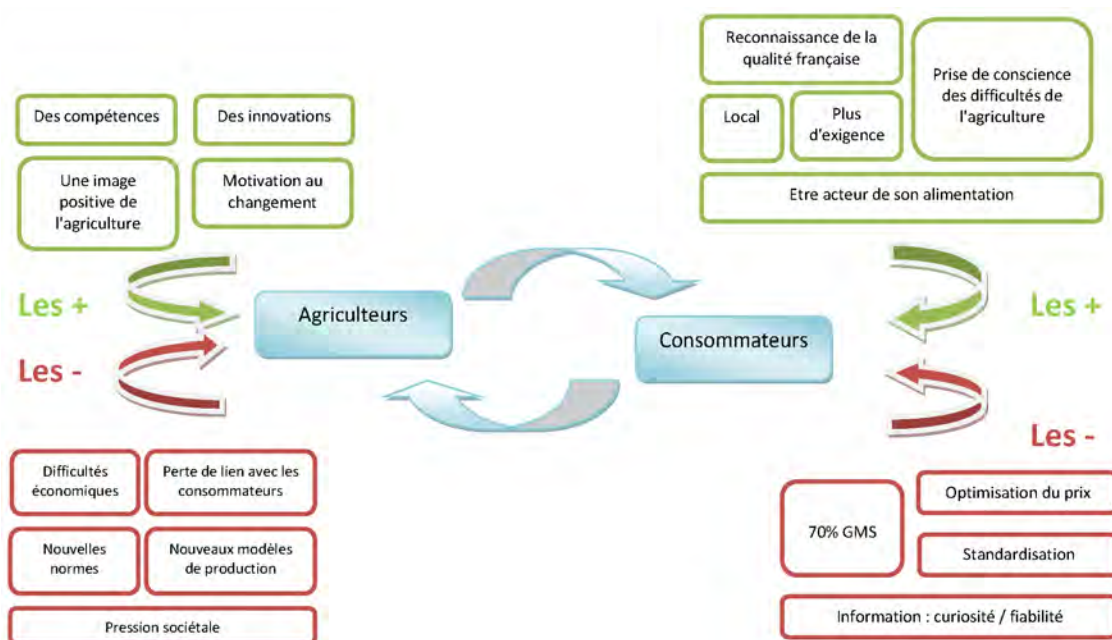 Des compétences
Des innovations
Une image
positive de
l'agriculture
Motivation au
changement
Reconnaissance de la
qualité française
Local
Plus
d'exigence
Prise de conscience
des difficultés de
l'agriculture
Etre acteur de son alimentation
Les +
Les -
Agriculteurs
Consommateurs
Les +
Les -
Difficultés
économiques
Perte de lien avec les
consommateurs
Nouvelles
normes
Nouveaux modèles
de production
Pression sociétale
70% GMS
Optimisation du prix
Standardisation
Information : curiosité / fiabilité